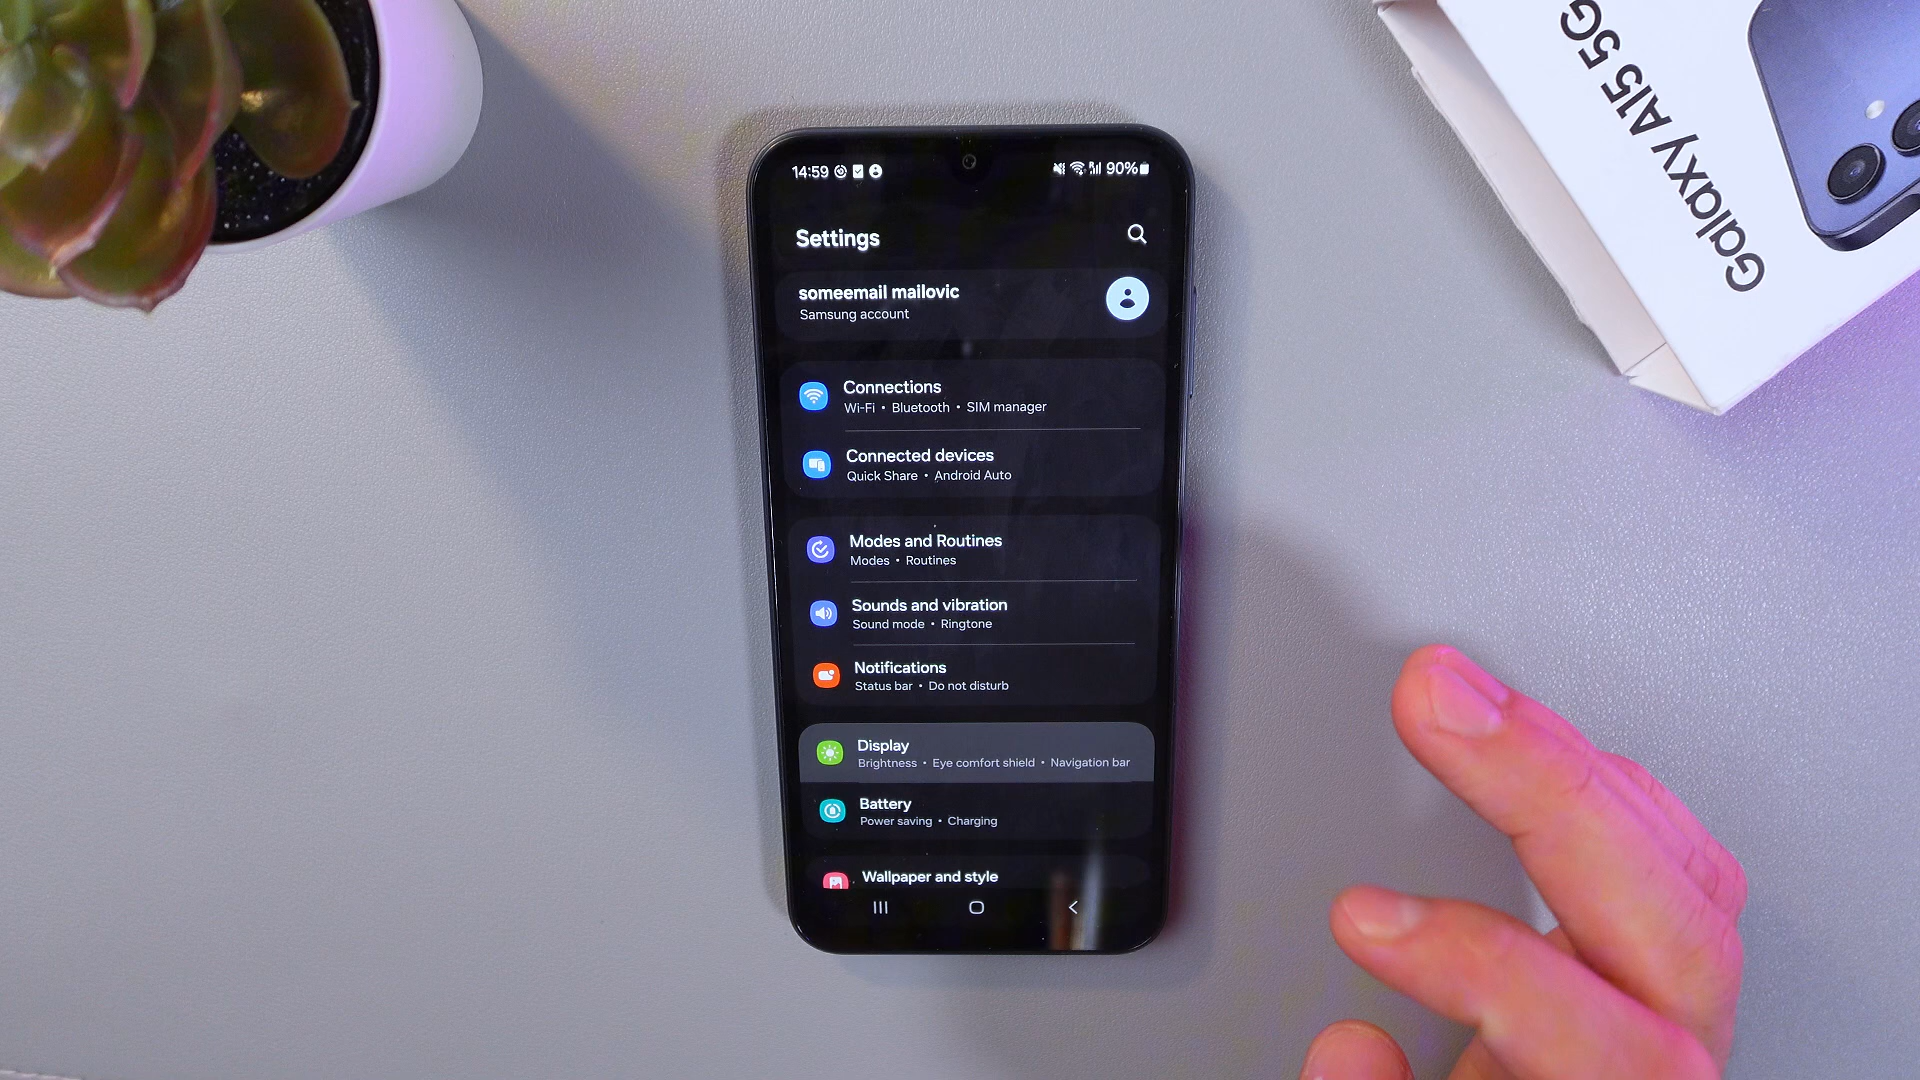 Galaxy A15 5G
14:59
90%
Settings
someemail mailovic
Samsung account
Connections
Wi-Fi • Bluetooth • SIM manager
Connected devices
Quick Share • Android Auto
Modes and Routines
Modes • Routines
Sounds and vibration
Sound mode • Ringtone
Notifications
Status bar • Do not disturb
Display
Brightness • Eye comfort shield • Navigation bar
Battery
Power saving • Charging
Wallpaper and style